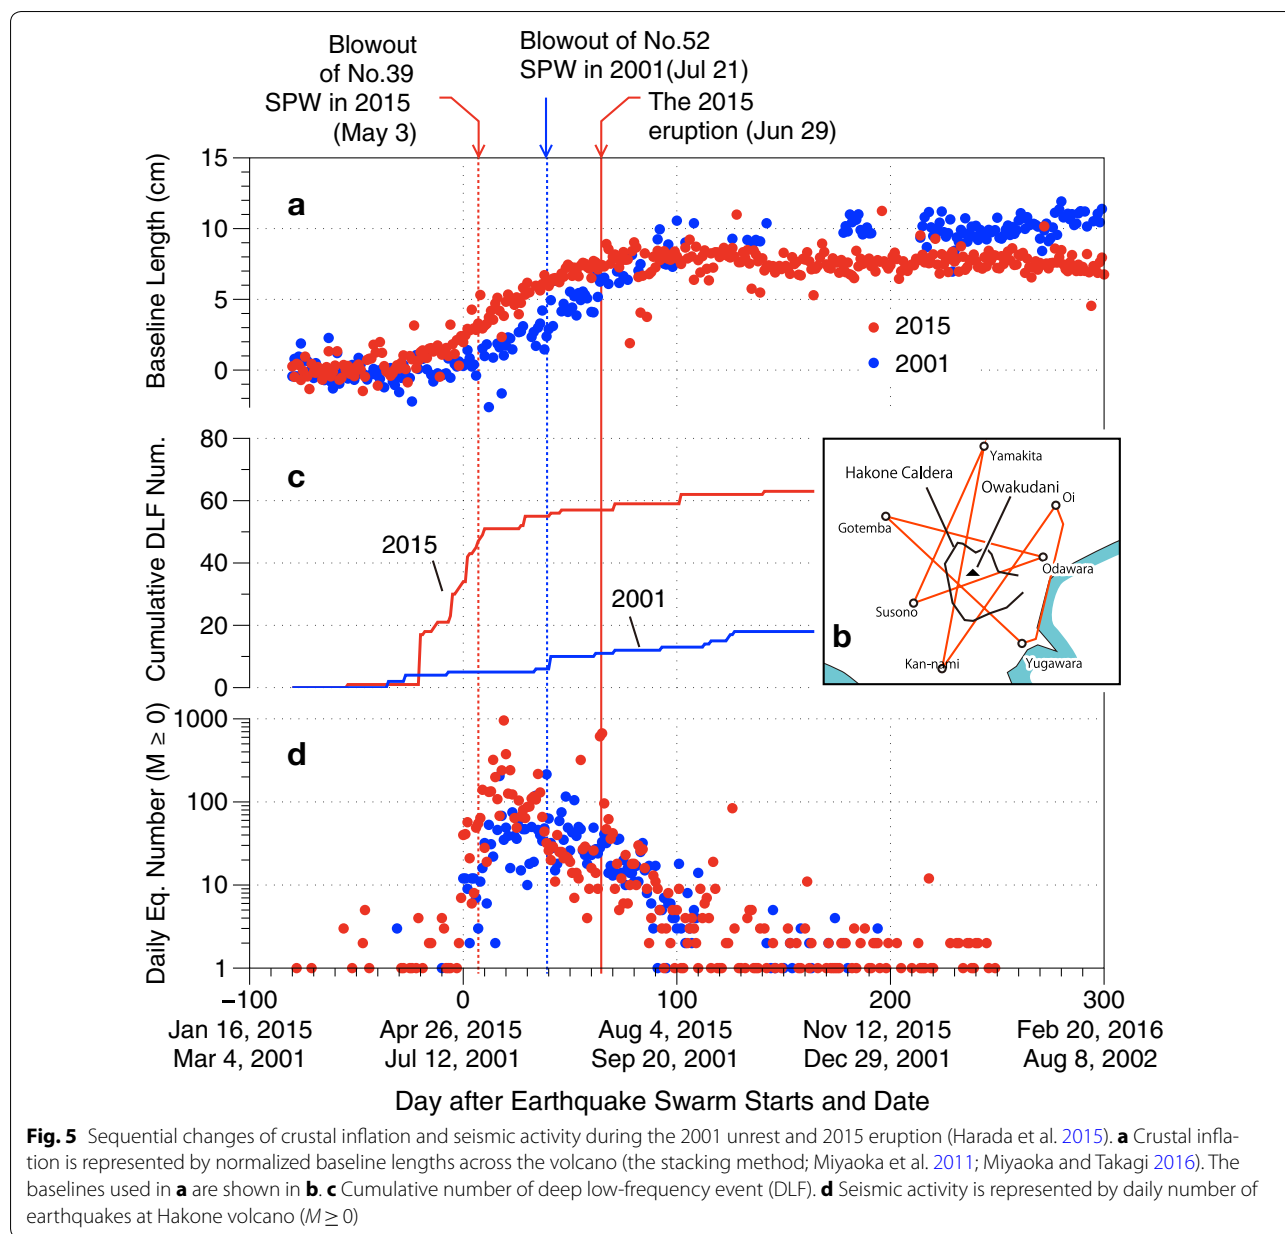 Blowout
of No.39
SPW in 2015
(May 3)
Blowout of No.52
SPW in 2001(Jul 21)
The 2015
eruption (Jun 29)
Baseline Length (cm)
15
10
5
0
a
2015
2001
Cumulative DLF Num.
80
60
40
20
0
c
2015
2001
Yamakita
Hakone Caldera
Owakudani
Oi
Gotemba
Odawara
Susono
b
Kan-nami
Yugawara
Daily Eq. Number (M ≥ 0)
1000
100
10
1
d
−100 0 100 200 300
Jan 16, 2015 Apr 26, 2015 Aug 4, 2015 Nov 12, 2015 Feb 20, 2016
Mar 4, 2001 Jul 12, 2001 Sep 20, 2001 Dec 29, 2001 Aug 8, 2002
Day after Earthquake Swarm Starts and Date
Fig. 5 Sequential changes of crustal inflation and seismic activity during the 2001 unrest and 2015 eruption (Harada et al. 2015). a Crustal infla-
tion is represented by normalized baseline lengths across the volcano (the stacking method; Miyaoka et al. 2011; Miyaoka and Takagi 2016). The
baselines used in a are shown in b. c Cumulative number of deep low-frequency event (DLF). d Seismic activity is represented by daily number of
earthquakes at Hakone volcano (M ≥ 0)